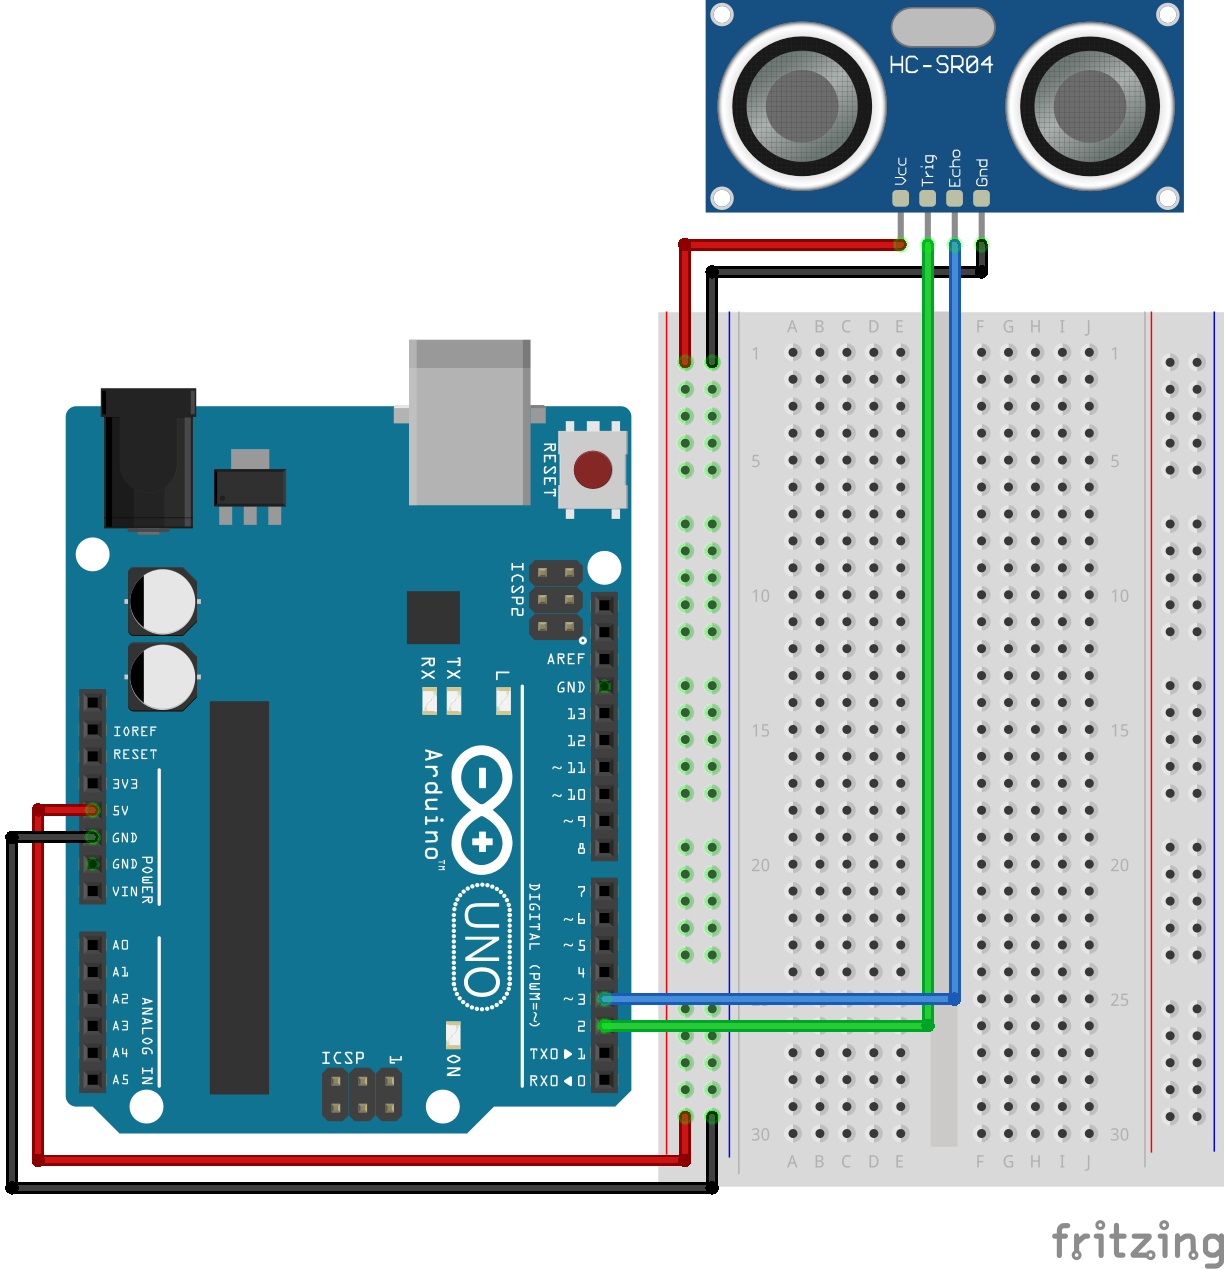 HC-SR04
Vcc
Trig
Echo
Gnd
A B C D E F G H I J
1 1
5 5
10 10
15 15
20 20
25
30 30
A B C D E F G H I J
RESET
ICSP2
AREF
GND
13
12
~11
~10
~9
8
7
~6
~5
4
~3
2
TX0▶1
RX0◀0
DIGITAL (PWM=~)
RX
TX
L
Arduino™
UNO
ON
ICSP
1
IOREF
RESET
3V3
5V
GND
GND
VIN
POWER
A0
A1
A2
A3
A4
A5
ANALOG IN
fritzing